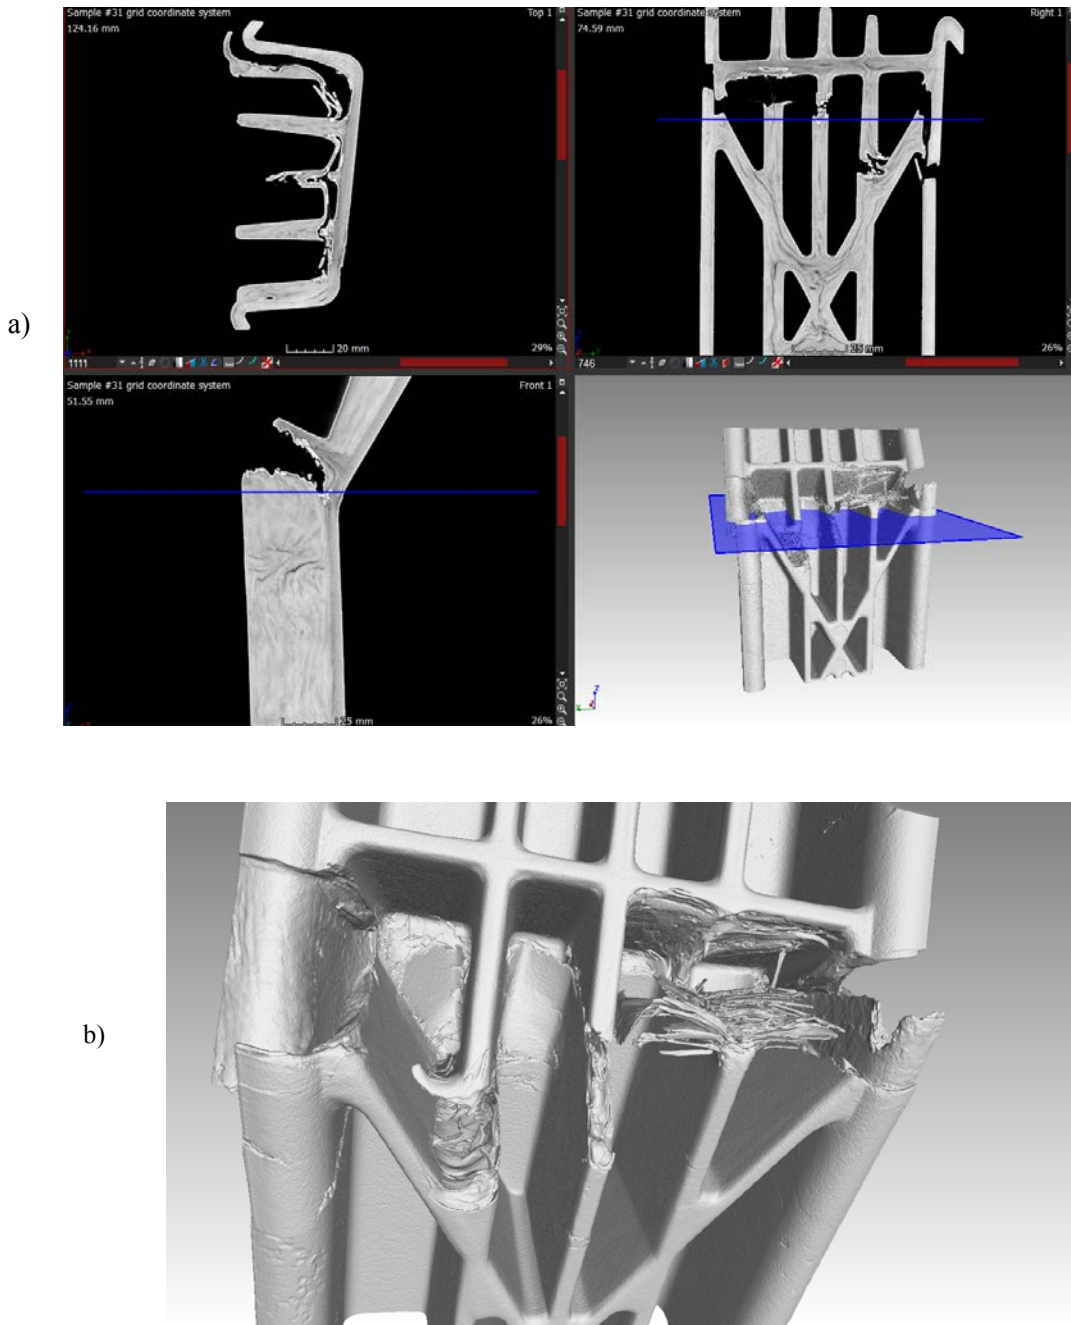 Sample #31 grid coordinate system Top 1
124.16 mm
20 mm
1111 29%
Sample #31 grid coordinate system Right 1
74.59 mm
25 mm
746 26%
a)
Sample #31 grid coordinate system Front 1
51.55 mm
25 mm
26%
b)